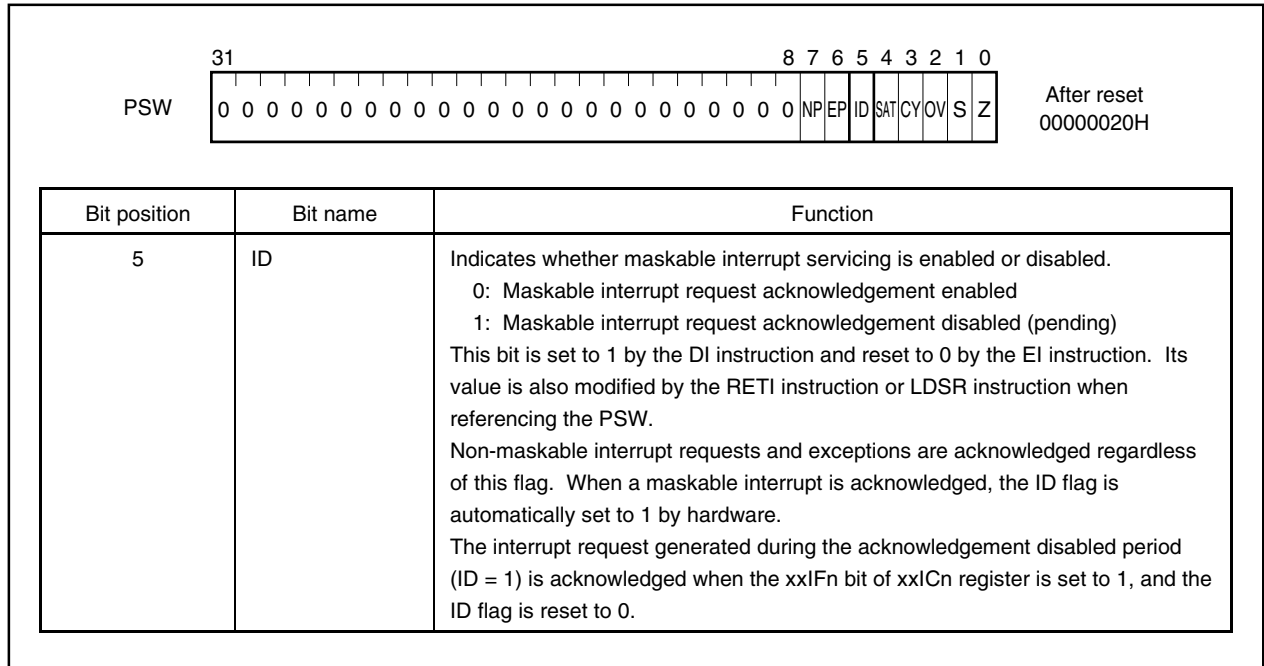 31 8 7 6 5 4 3 2 1 0
PSW 0 0 0 0 0 0 0 0 0 0 0 0 0 0 0 0 0 0 0 0 0 0 0 0 NP EP ID SAT CY OV S Z
After reset
00000020H
Bit position Bit name Function
5 ID Indicates whether maskable interrupt servicing is enabled or disabled.
0: Maskable interrupt request acknowledgement enabled
1: Maskable interrupt request acknowledgement disabled (pending)
This bit is set to 1 by the DI instruction and reset to 0 by the EI instruction. Its
value is also modified by the RETI instruction or LDSR instruction when
referencing the PSW.
Non-maskable interrupt requests and exceptions are acknowledged regardless
of this flag. When a maskable interrupt is acknowledged, the ID flag is
automatically set to 1 by hardware.
The interrupt request generated during the acknowledgement disabled period
(ID = 1) is acknowledged when the xxIFn bit of xxICn register is set to 1, and the
ID flag is reset to 0.